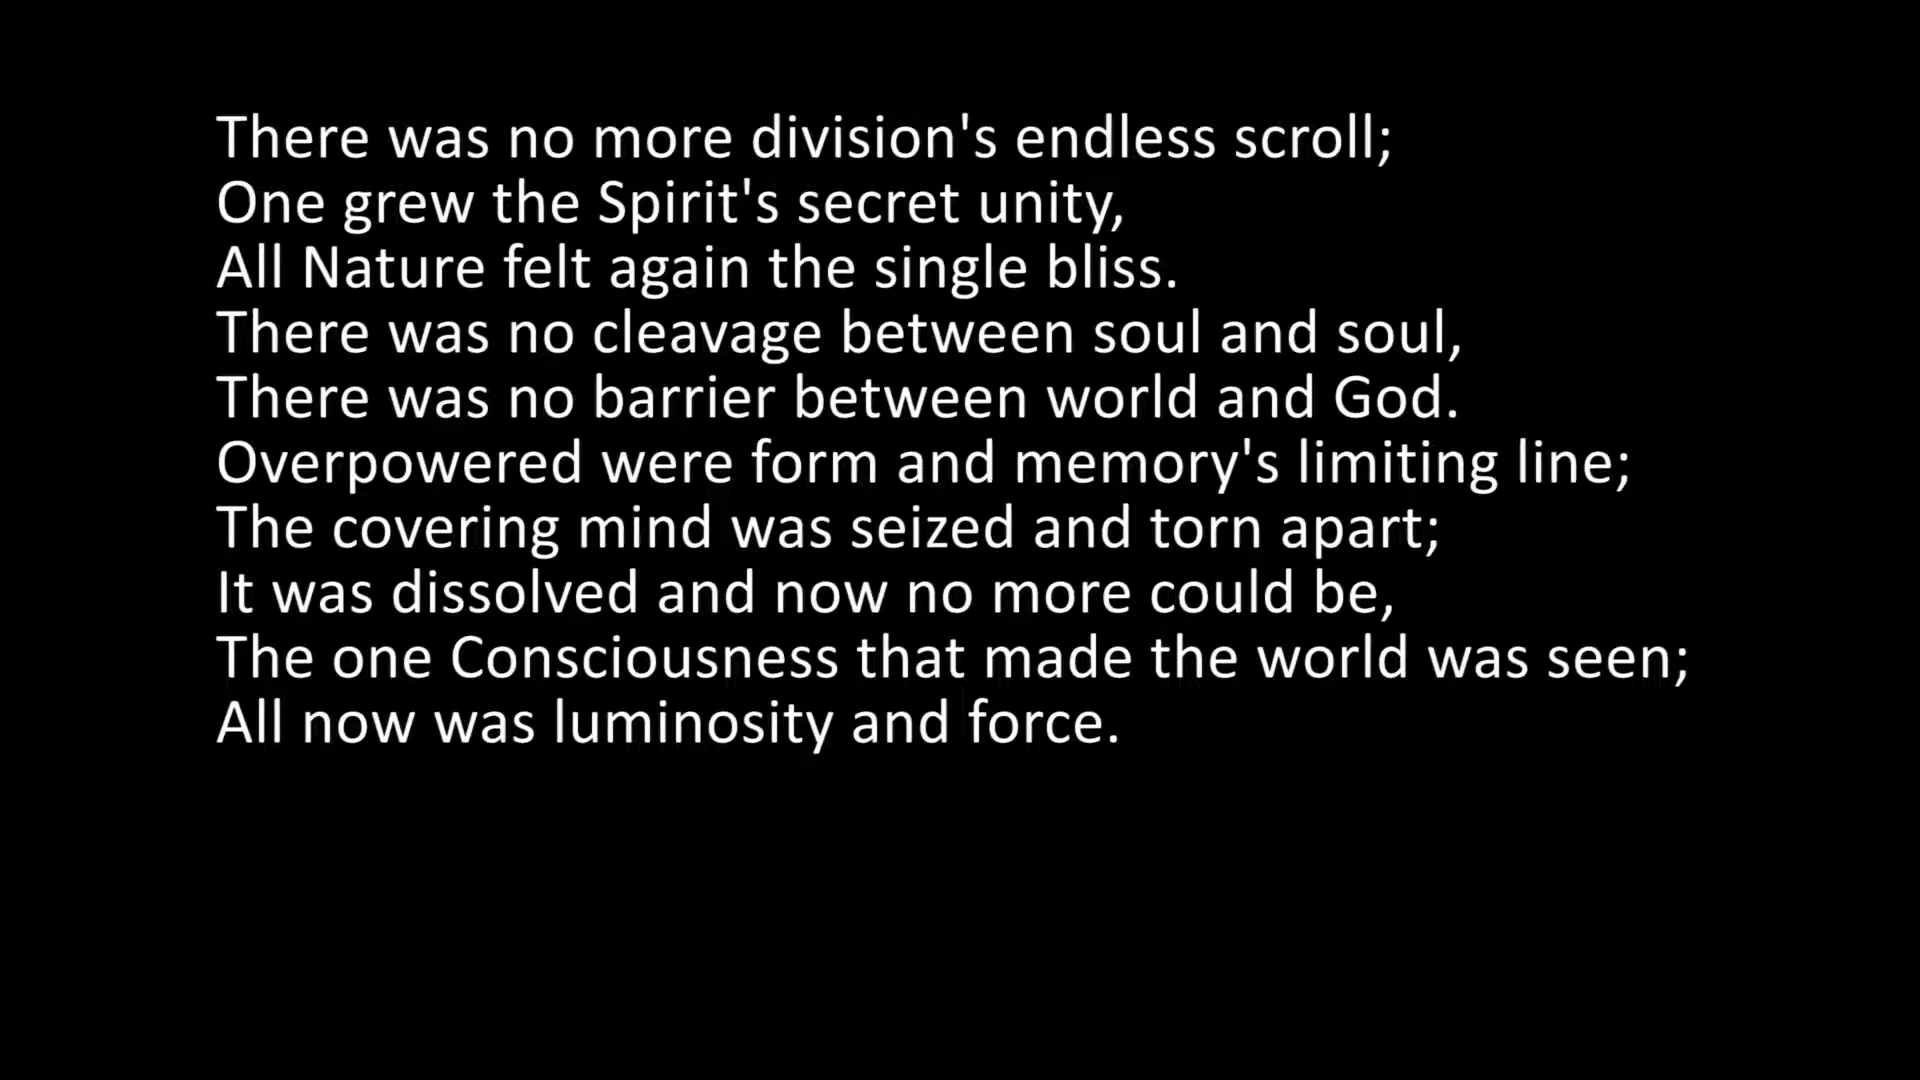 There was no more division's endless scroll;
One grew the Spirit's secret unity,
All Nature felt again the single bliss.
There was no cleavage between soul and soul,
There was no barrier between world and God.
Overpowered were form and memory's limiting line;
The covering mind was seized and torn apart;
It was dissolved and now no more could be,
The one Consciousness that made the world was seen;
All now was luminosity and force.